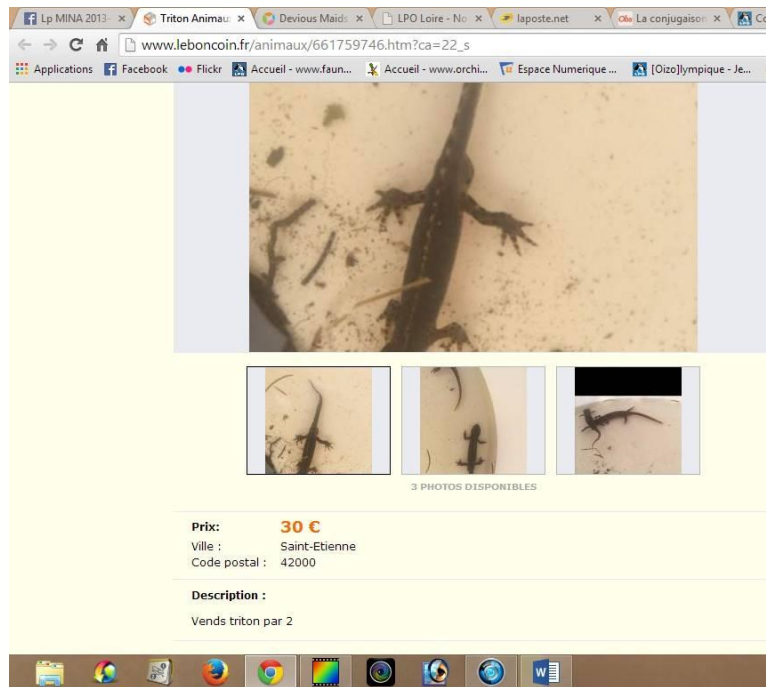 Lp MINA 2013- Triton Animau Devious Maids LPO Loire - No laposte.net La conjugaison Co
www.leboncoin.fr/animaux/661759746.htm?ca=22_s
Applications Facebook Flickr Accueil - www.faun... Accueil - www.orchi... Espace Numerique ... [Oizo]lympique - Je...
3 PHOTOS DISPONIBLES
Prix: 30 €
Ville : Saint-Etienne
Code postal : 42000
Description :
Vends triton par 2